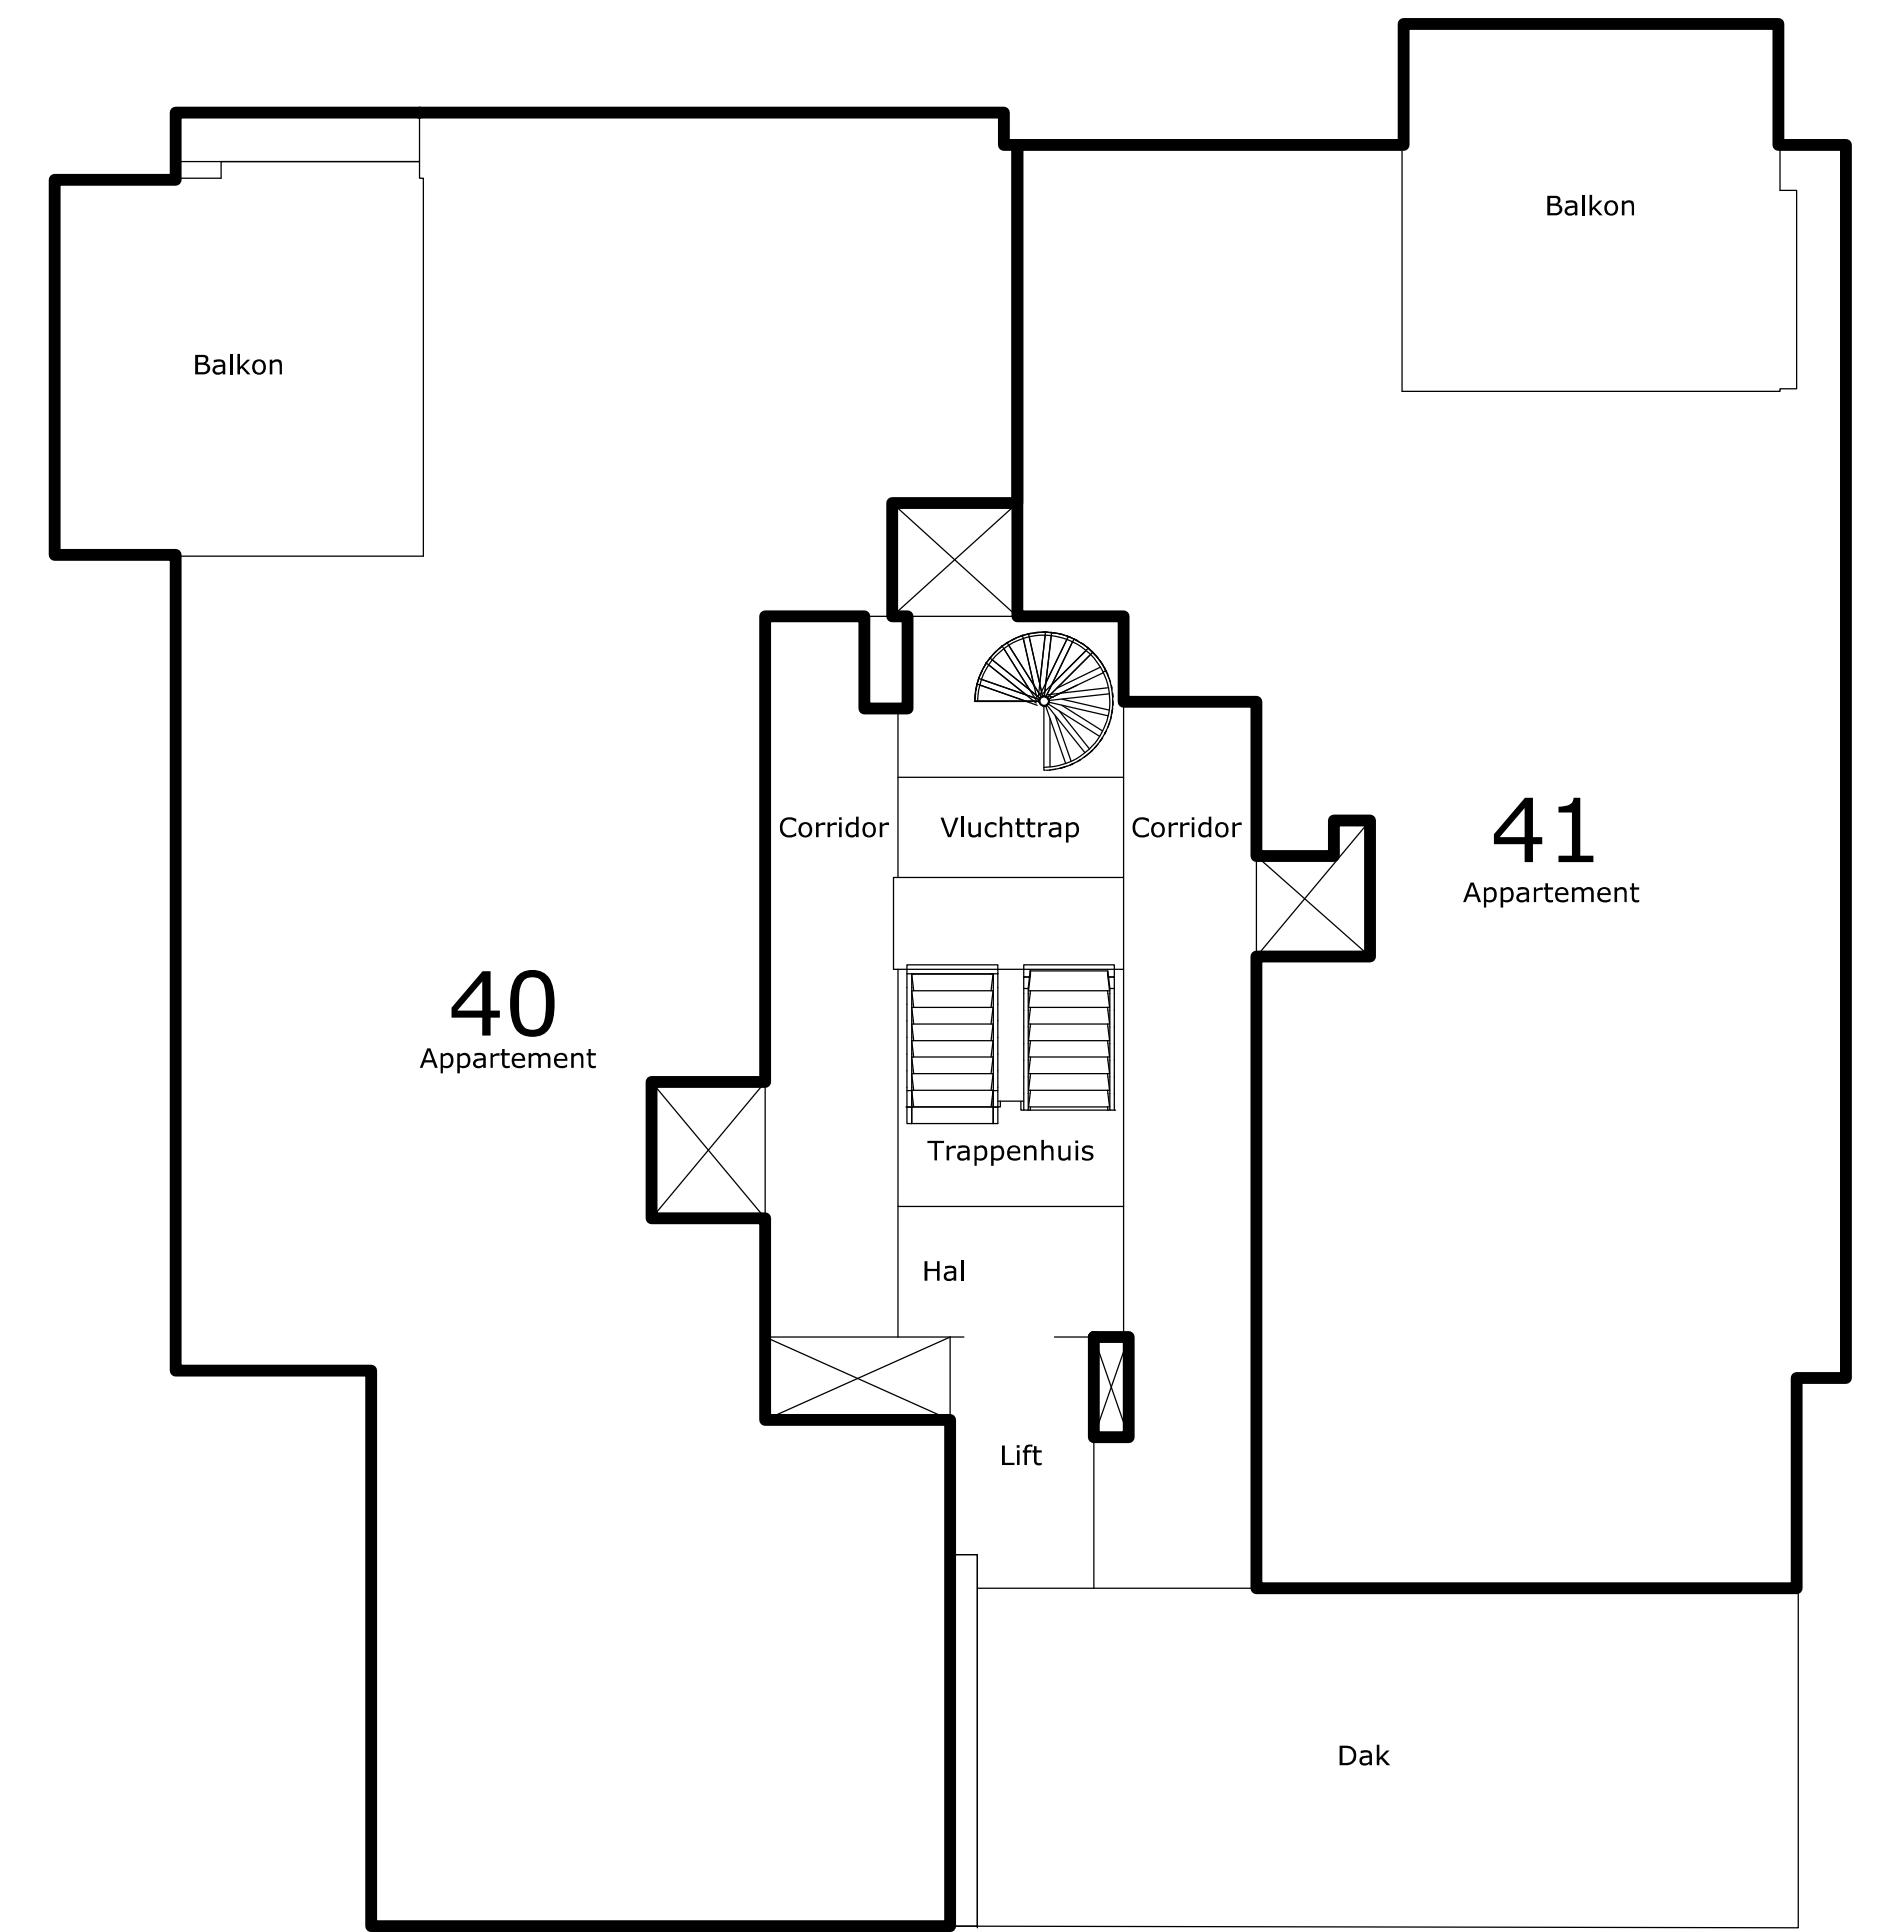 Balkon
Balkon
Corridor
Vluchttrap
Corridor
41
Appartement
40
Appartement
Trappenhuis
Hal
Lift
Dak